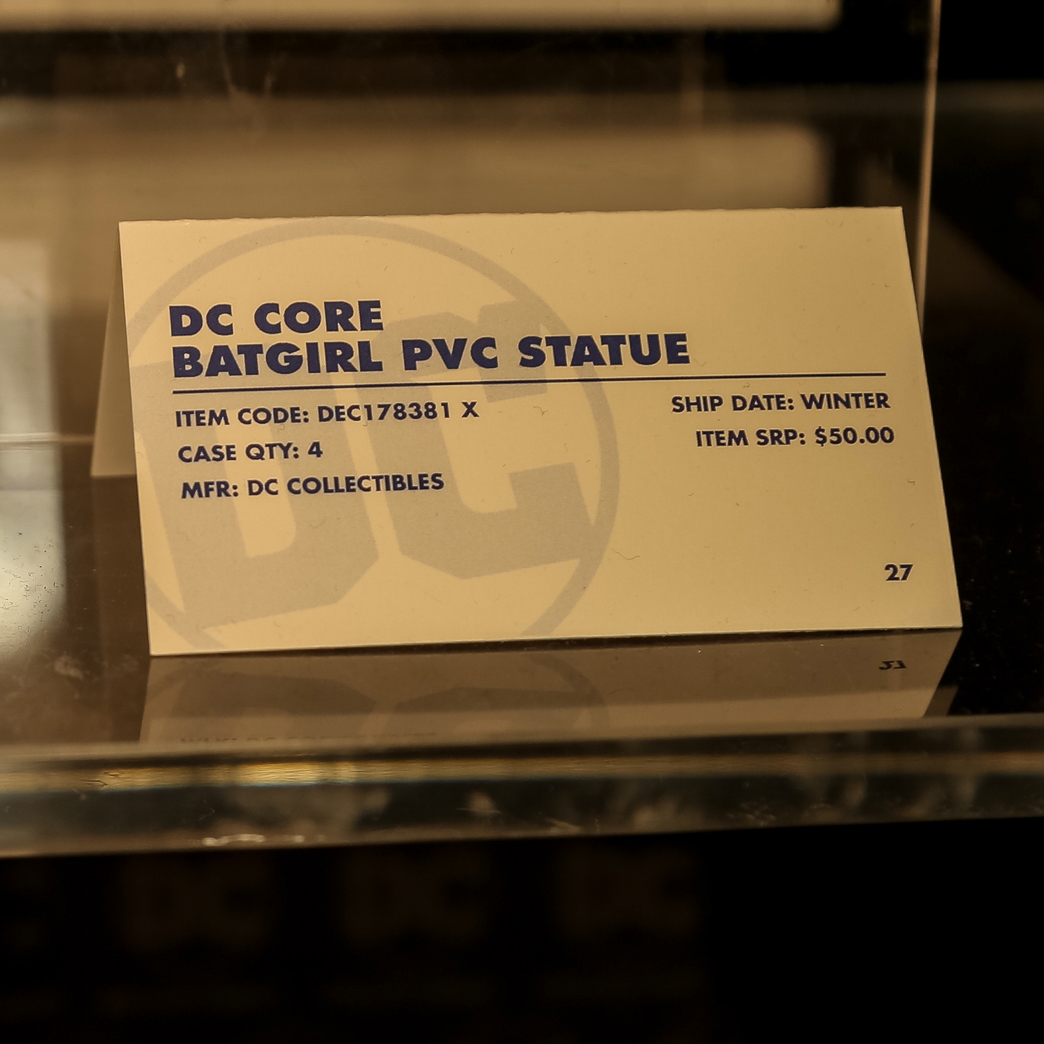 DC CORE
BATGIRL PVC STATUE
ITEM CODE: DEC178381 X
SHIP DATE: WINTER
CASE QTY: 4
ITEM SRP: $50.00
MFR: DC COLLECTIBLES
27
DC